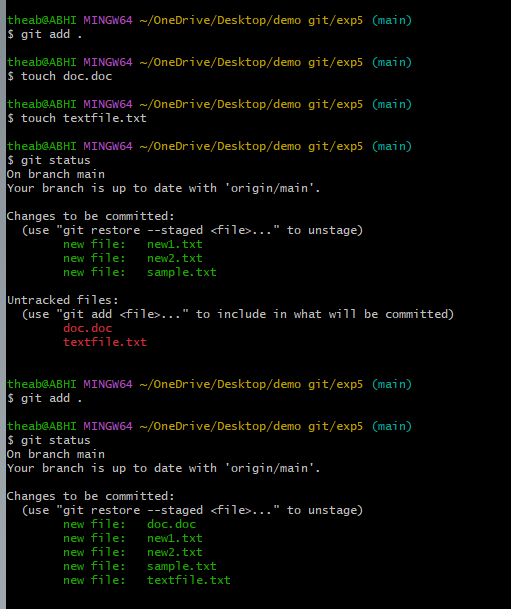 theab@ABHI MINGW64 ~/OneDrive/Desktop/demo git/exp5 (main)
$ git add .
theab@ABHI MINGW64 ~/OneDrive/Desktop/demo git/exp5 (main)
$ touch doc.doc
theab@ABHI MINGW64 ~/OneDrive/Desktop/demo git/exp5 (main)
$ touch textfile.txt
theab@ABHI MINGW64 ~/OneDrive/Desktop/demo git/exp5 (main)
$ git status
On branch main
Your branch is up to date with 'origin/main'.
Changes to be committed:
  (use "git restore --staged <file>..." to unstage)
        new file:   new1.txt
        new file:   new2.txt
        new file:   sample.txt
Untracked files:
  (use "git add <file>..." to include in what will be committed)
        doc.doc
        textfile.txt
theab@ABHI MINGW64 ~/OneDrive/Desktop/demo git/exp5 (main)
$ git add .
theab@ABHI MINGW64 ~/OneDrive/Desktop/demo git/exp5 (main)
$ git status
On branch main
Your branch is up to date with 'origin/main'.
Changes to be committed:
  (use "git restore --staged <file>..." to unstage)
        new file:   doc.doc
        new file:   new1.txt
        new file:   new2.txt
        new file:   sample.txt
        new file:   textfile.txt